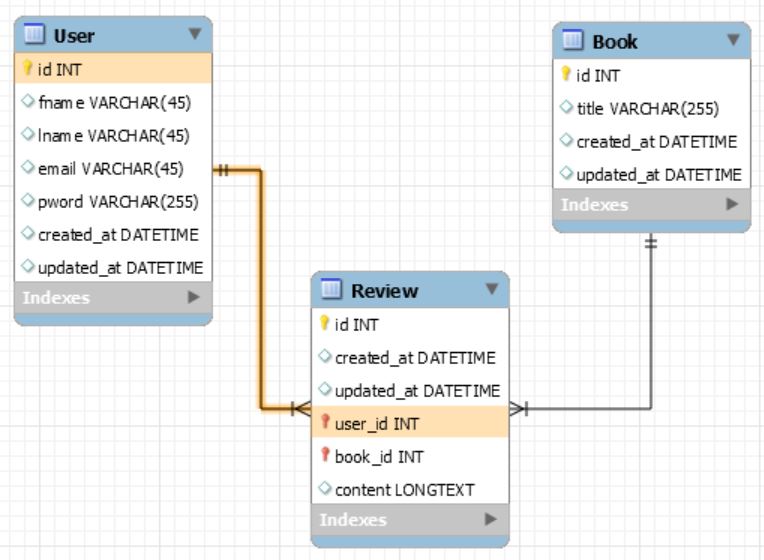 User
id INT
fname VARCHAR(45)
lname VARCHAR(45)
email VARCHAR(45)
pword VARCHAR(255)
created_at DATETIME
updated_at DATETIME
Indexes
Book
id INT
title VARCHAR(255)
created_at DATETIME
updated_at DATETIME
Indexes
Review
id INT
created_at DATETIME
updated_at DATETIME
user_id INT
book_id INT
content LONGTEXT
Indexes